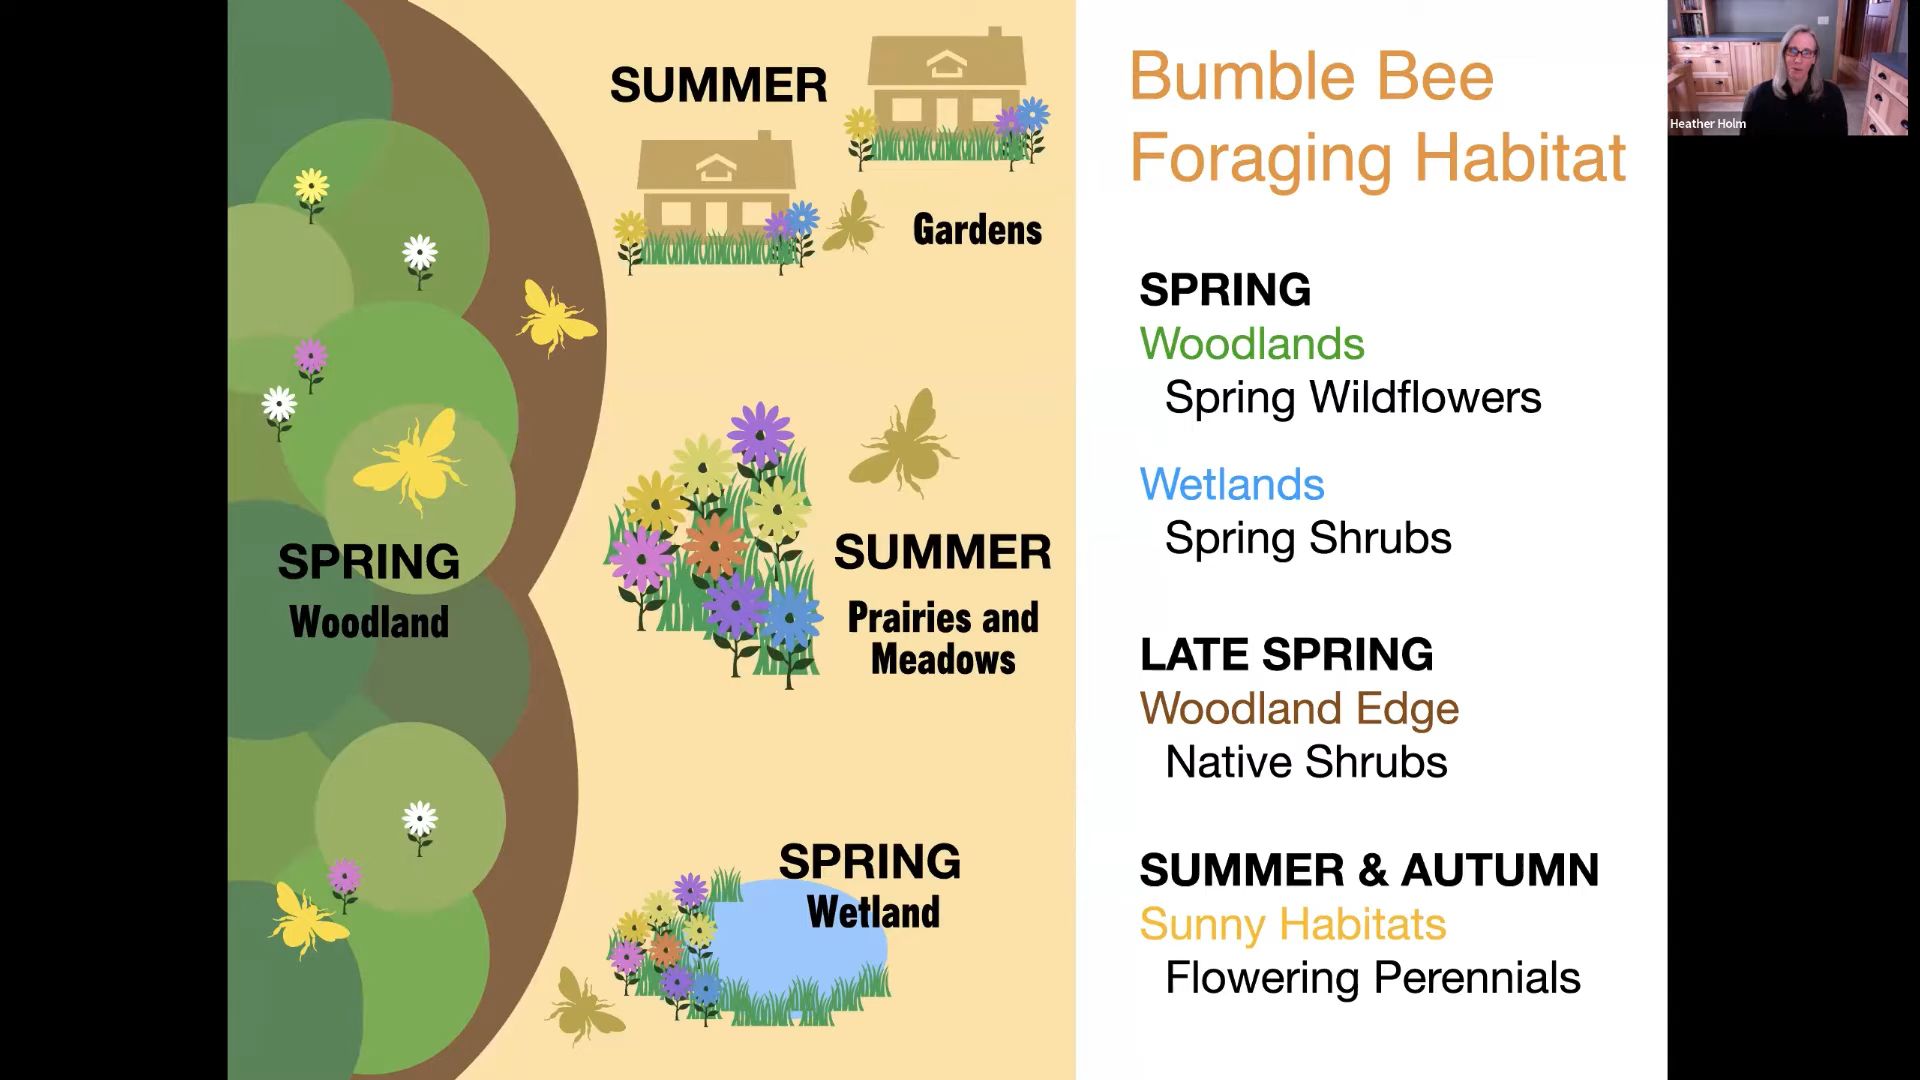 SUMMER
Gardens
SPRING
Woodland
SUMMER
Prairies and
Meadows
SPRING
Wetland
Bumble Bee
Foraging Habitat
SPRING
Woodlands
Spring Wildflowers
Wetlands
Spring Shrubs
LATE SPRING
Woodland Edge
Native Shrubs
SUMMER & AUTUMN
Sunny Habitats
Flowering Perennials
Heather Holm